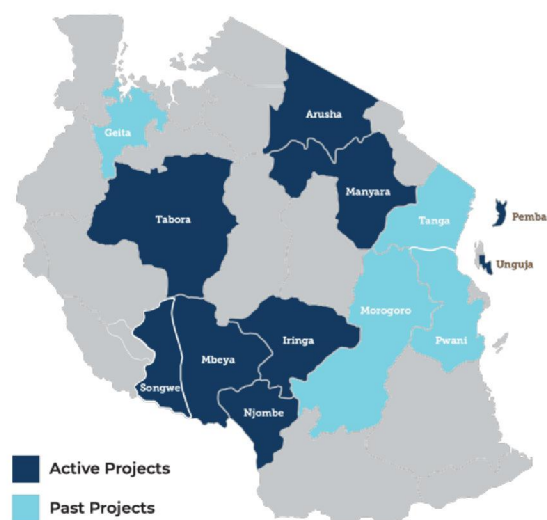 Arusha
Geita
Manyara
Tabora
Tanga
Pemba
Unguja
Morogoro
Iringa
Pwani
Mbeya
Songwe
Njombe
Active Projects
Past Projects